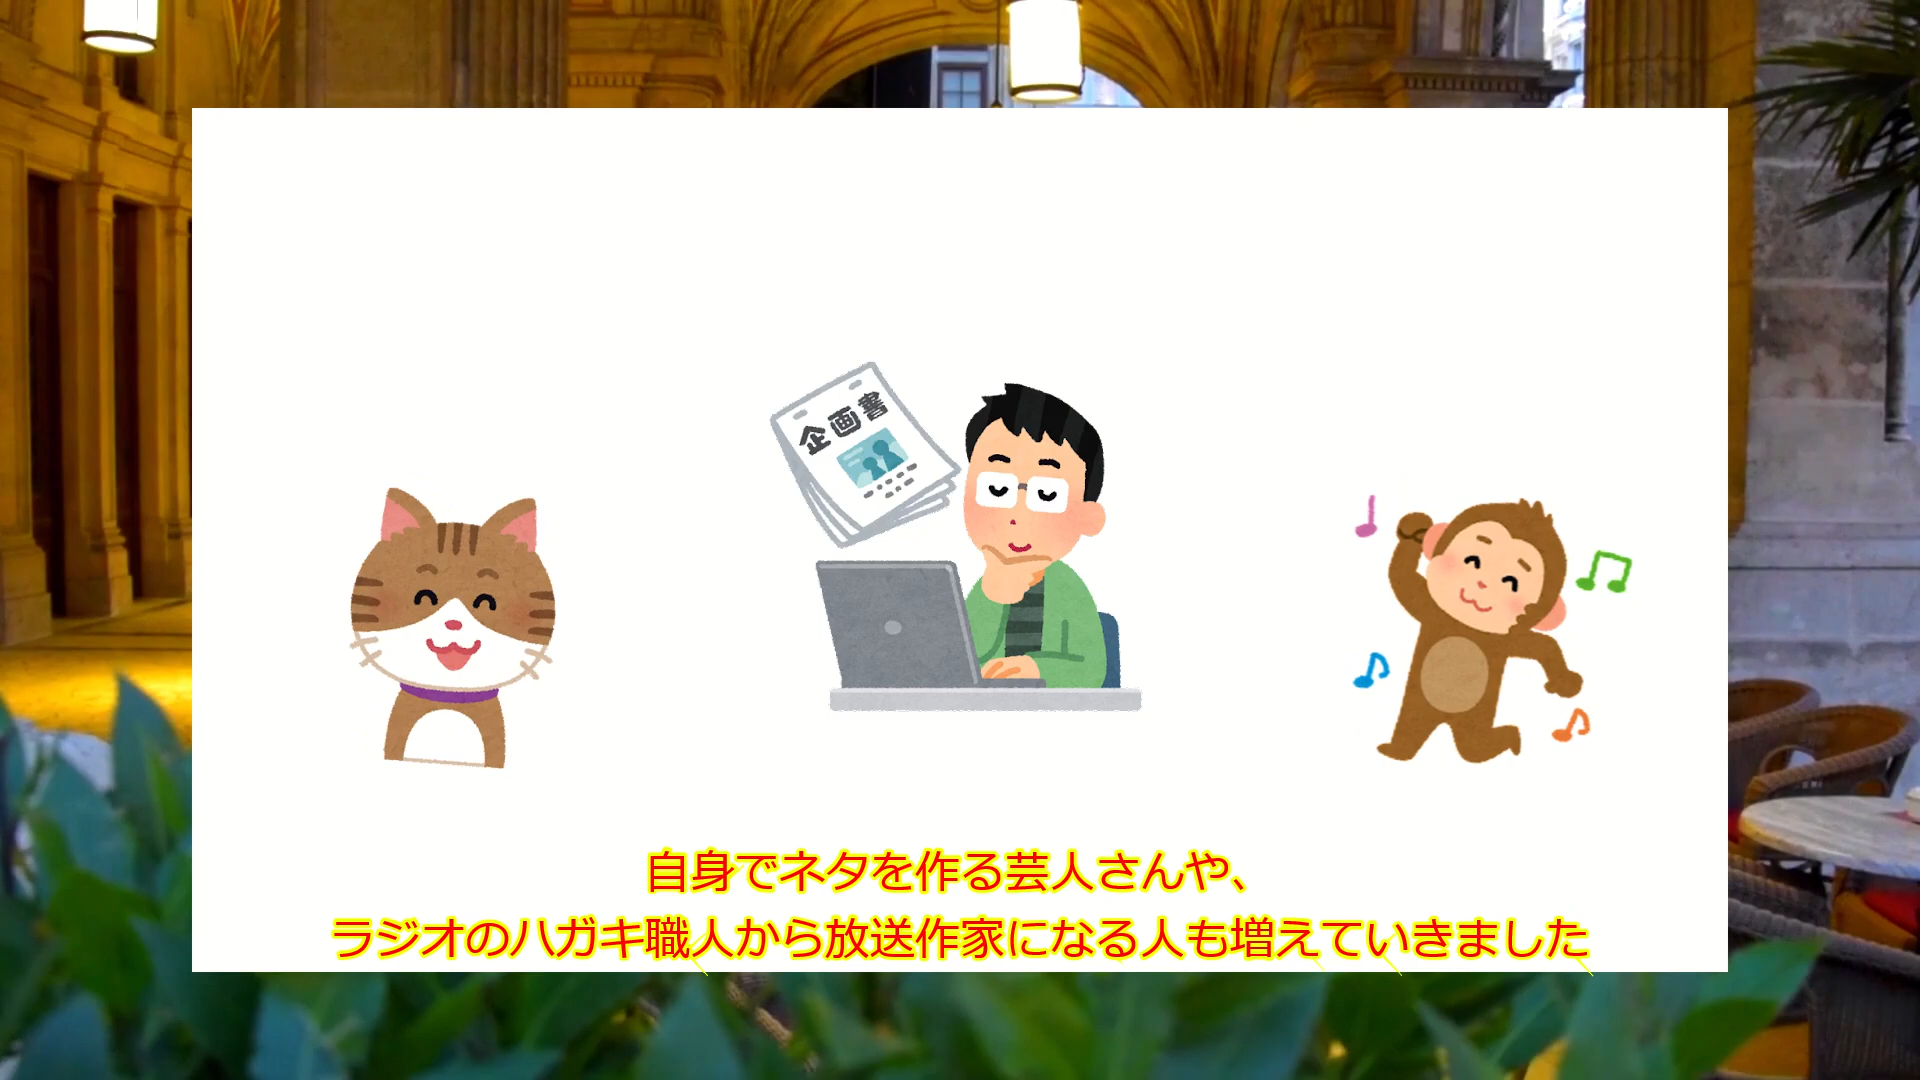 企画書
自身でネタを作る芸人さんや、
ラジオのハガキ職人から放送作家になる人も増えていきました